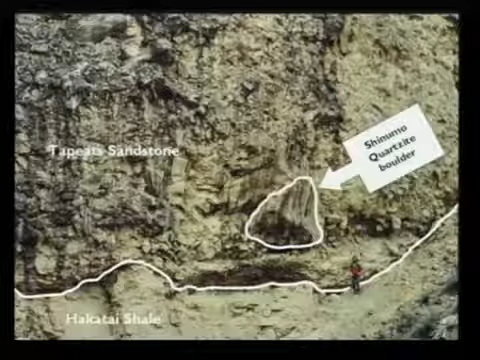 Tapeats Sandstone
Shinumo
Quartzite
boulder
Hakatai Shale